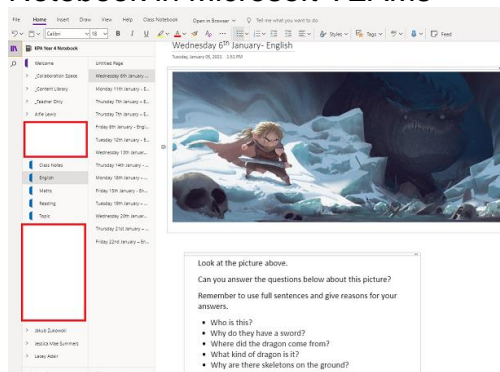 Notebook in Microsoft TEAMs
File Home Insert Draw View Help Class Notebook Open in Browser Tell me what you want to do
Calibri 18 B I U A Styles Tags Feed
KPA Year 4 Notebook
Welcome
_Collaboration Space
_Content Library
_Teacher Only
Alfie Lewis
Class Notes
English
Maths
Reading
Topic
Jakub Zukowski
Jessica Mae Summers
Lacey Adair
Untitled Page
Wednesday 6th January ...
Monday 11th January - E...
Thursday 7th January - E...
Thursday 7th January - E...
Friday 8th January - Engl...
Tuesday 12th January - E...
Wednesday 13th Januar...
Thursday 14th January - ...
Monday 18th January - ...
Friday 15th January - En...
Tuesday 19th January - ...
Wednesday 20th Januar...
Thursday 21st January - ...
Friday 22nd January - En...
Wednesday 6th January- English
Tuesday, January 05, 2021 2:52 PM
Look at the picture above.
Can you answer the questions below about this picture?
Remember to use full sentences and give reasons for your
answers.
• Who is this?
• Why do they have a sword?
• Where did the dragon come from?
• What kind of dragon is it?
• Why are there skeletons on the ground?